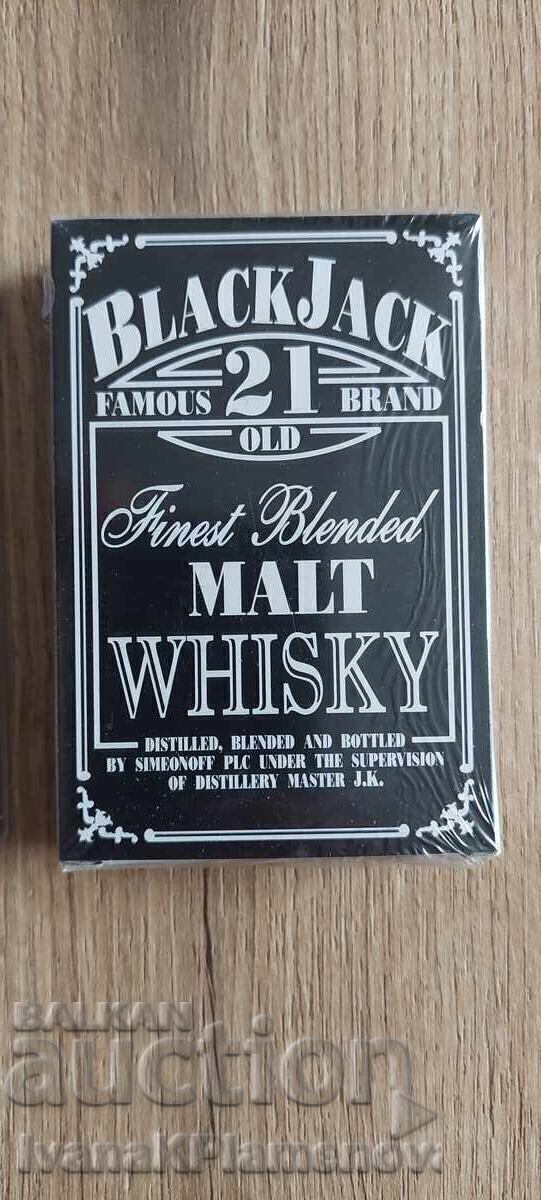 BLACKJACK
FAMOUS 21 BRAND
OLD
Finest Blended
MALT
WHISKY
DISTILLED, BLENDED AND BOTTLED
BY SIMEONOFF PLC UNDER THE SUPERVISION
OF DISTILLERY MASTER J.K.
BALKAN
auction
IvanaKPlamenov